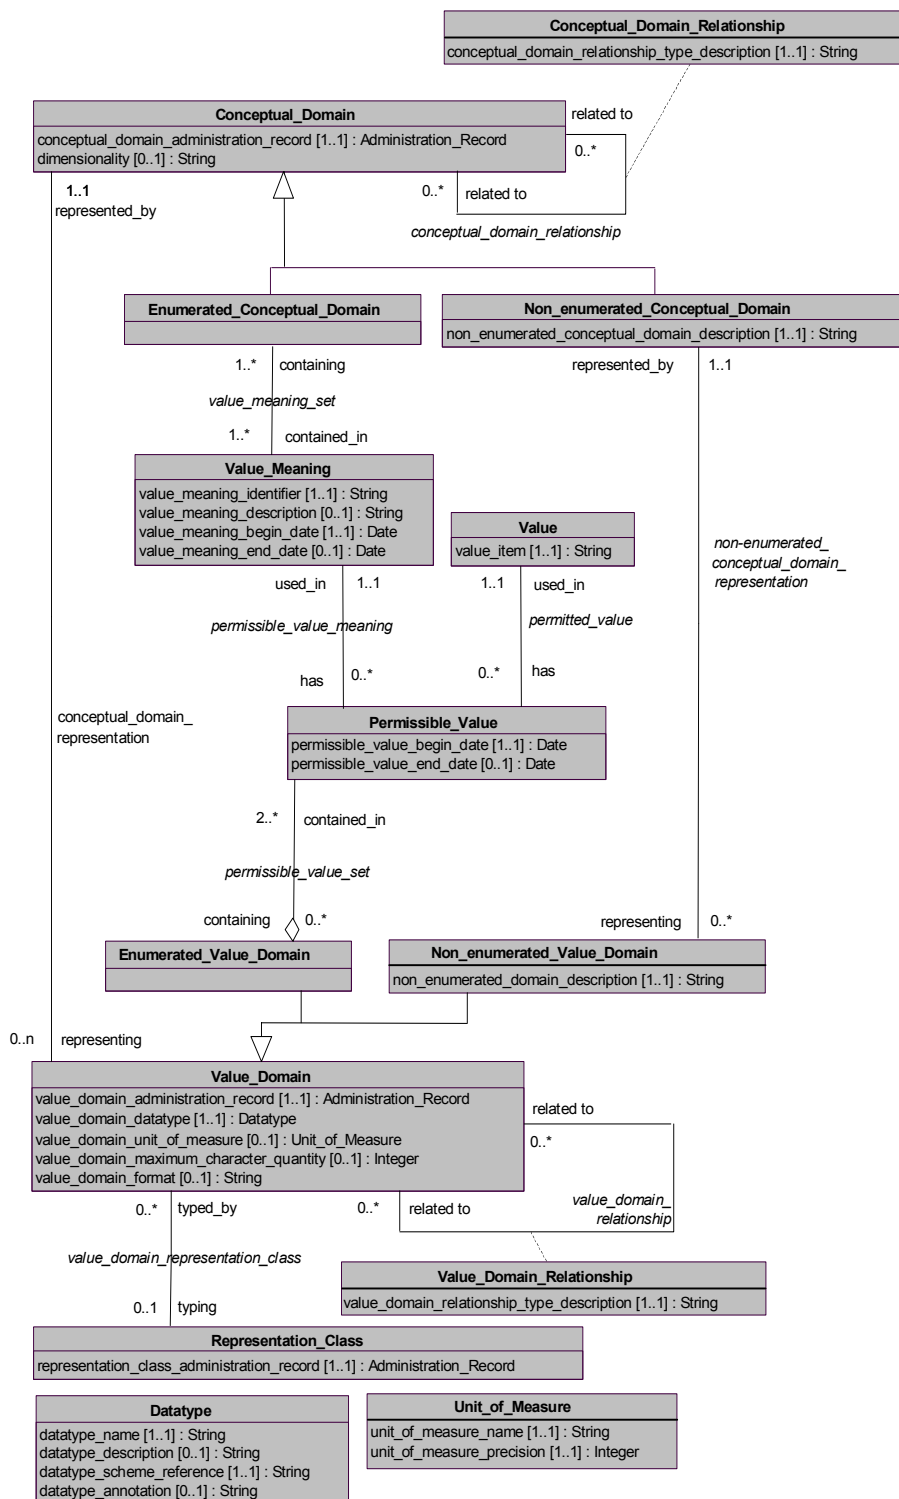 Conceptual_Domain_Relationship
conceptual_domain_relationship_type_description [1..1] : String
Conceptual_Domain
conceptual_domain_administration_record [1..1] : Administration_Record
dimensionality [0..1] : String
related to
0..*
1..1
represented_by
0..*
related to
conceptual_domain_relationship
Enumerated_Conceptual_Domain
Non_enumerated_Conceptual_Domain
non_enumerated_conceptual_domain_description [1..1] : String
1..*
containing
represented_by
1..1
value_meaning_set
1..*
contained_in
Value_Meaning
value_meaning_identifier [1..1] : String
value_meaning_description [0..1] : String
value_meaning_begin_date [1..1] : Date
value_meaning_end_date [0..1] : Date
Value
value_item [1..1] : String
non-enumerated_
conceptual_domain_
representation
used_in
1..1
1..1
used_in
permissible_value_meaning
permitted_value
has
0..*
0..*
has
conceptual_domain_
representation
Permissible_Value
permissible_value_begin_date [1..1] : Date
permissible_value_end_date [0..1] : Date
2..*
contained_in
permissible_value_set
containing
0..*
representing
0..*
Enumerated_Value_Domain
Non_enumerated_Value_Domain
non_enumerated_domain_description [1..1] : String
0..n
representing
Value_Domain
value_domain_administration_record [1..1] : Administration_Record
value_domain_datatype [1..1] : Datatype
value_domain_unit_of_measure [0..1] : Unit_of_Measure
value_domain_maximum_character_quantity [0..1] : Integer
value_domain_format [0..1] : String
related to
0..*
0..*
typed_by
0..*
related to
value_domain_
relationship
value_domain_representation_class
Value_Domain_Relationship
value_domain_relationship_type_description [1..1] : String
0..1
typing
Representation_Class
representation_class_administration_record [1..1] : Administration_Record
Datatype
datatype_name [1..1] : String
datatype_description [0..1] : String
datatype_scheme_reference [1..1] : String
datatype_annotation [0..1] : String
Unit_of_Measure
unit_of_measure_name [1..1] : String
unit_of_measure_precision [1..1] : Integer